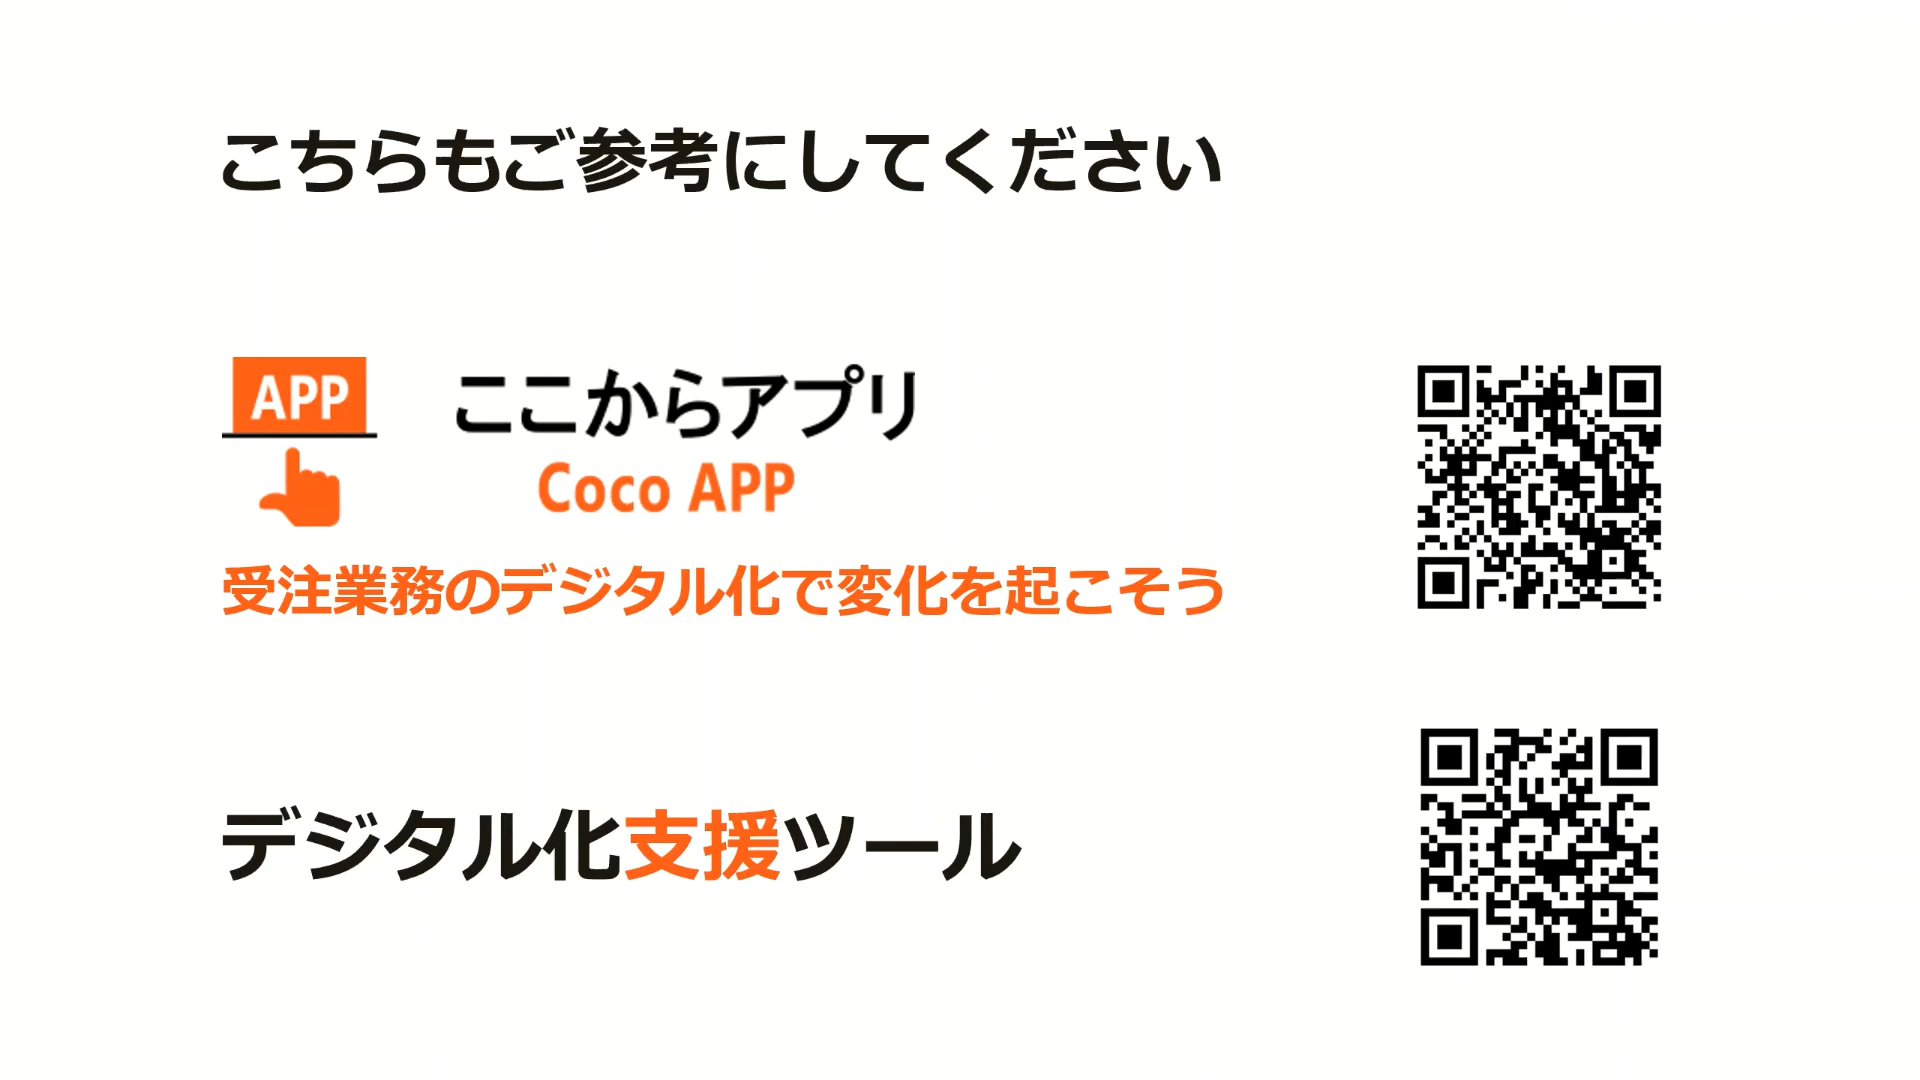 こちらもご参考にしてください
APP
ここからアプリ
Coco APP
受注業務のデジタル化で変化を起こそう
デジタル化支援ツール